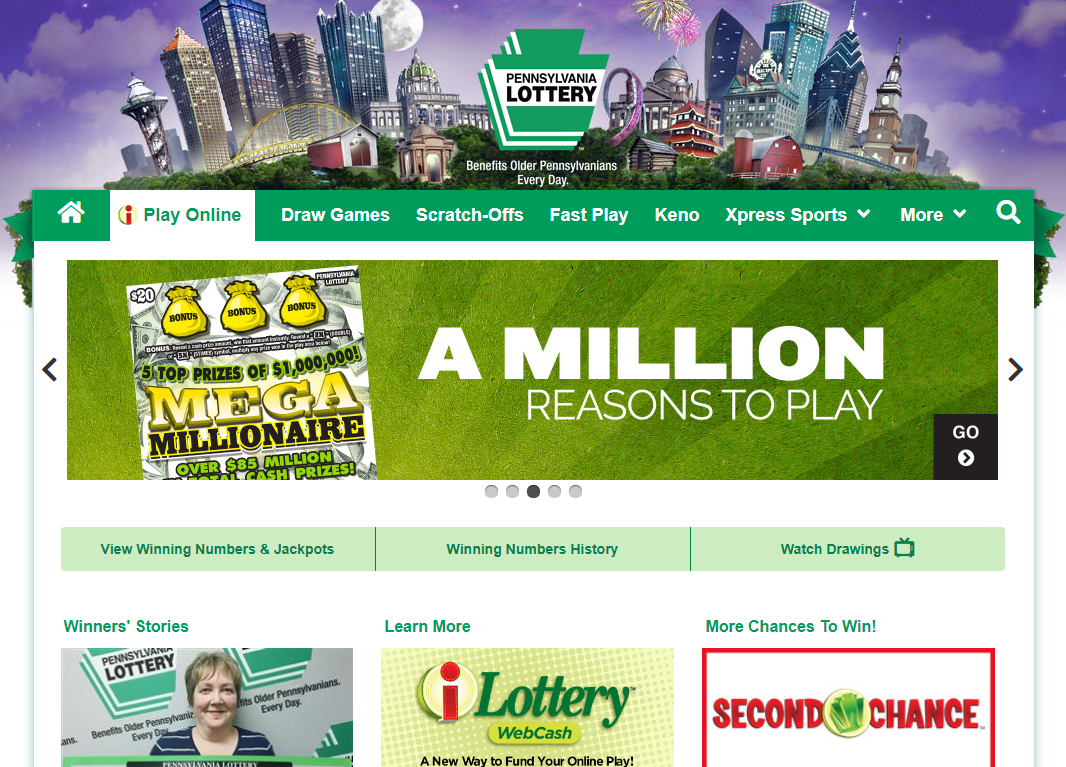 PENNSYLVANIA
LOTTERY
Benefits Older Pennsylvanians
Every Day.
Play Online
Draw Games
Scratch-Offs
Fast Play
Keno
Xpress Sports
More
$20
BONUS
BONUS
BONUS
PENNSYLVANIA
LOTTERY
5 TOP PRIZES OF $1,000,000!
MEGA
MILLIONAIRE
OVER $85 MILLION
IN TOTAL CASH PRIZES!
A MILLION
REASONS TO PLAY
GO
View Winning Numbers & Jackpots
Winning Numbers History
Watch Drawings
Winners' Stories
PENNSYLVANIA
LOTTERY
Benefits Older Pennsylvanians.
Every Day.
PENNSYLVANIA LOTTERY
Learn More
iLottery™
WebCash
A New Way to Fund Your Online Play!
More Chances To Win!
SECOND CHANCE